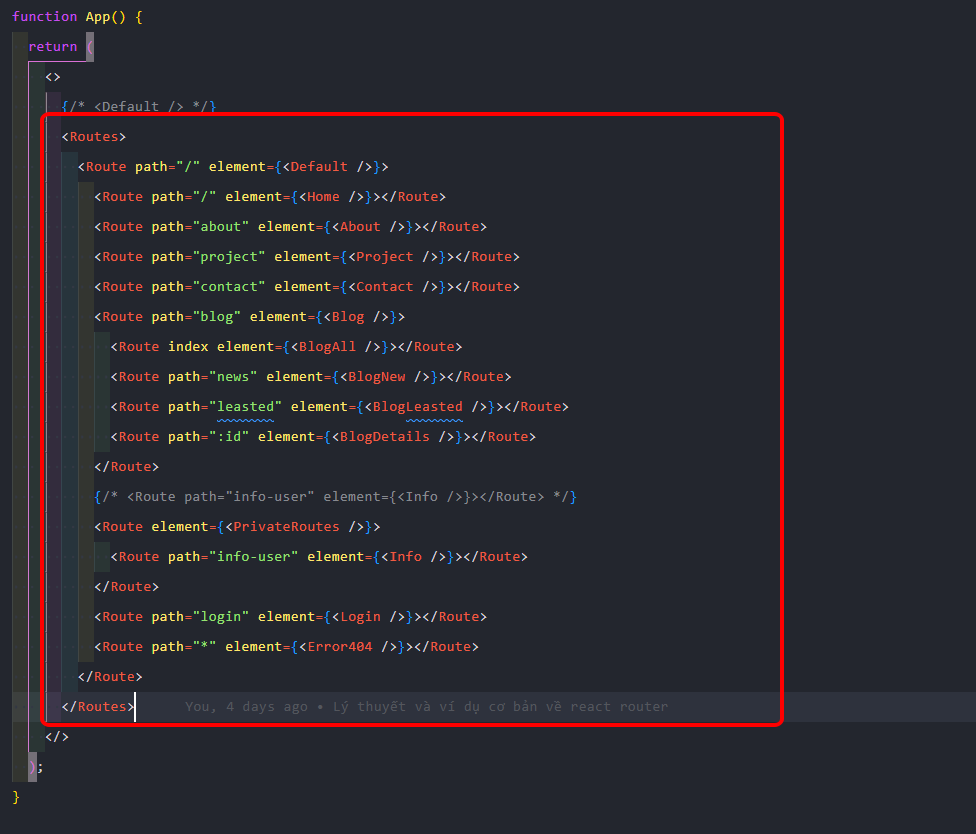 function App() {
return (
<>
{/* <Default /> */}
<Routes>
<Route path="/" element={<Default />}>
<Route path="/" element={<Home />}></Route>
<Route path="about" element={<About />}></Route>
<Route path="project" element={<Project />}></Route>
<Route path="contact" element={<Contact />}></Route>
<Route path="blog" element={<Blog />}>
<Route index element={<BlogAll />}></Route>
<Route path="news" element={<BlogNew />}></Route>
<Route path="leasted" element={<BlogLeasted />}></Route>
<Route path=":id" element={<BlogDetails />}></Route>
</Route>
{/* <Route path="info-user" element={<Info />}></Route> */}
<Route element={<PrivateRoutes />}>
<Route path="info-user" element={<Info />}></Route>
</Route>
<Route path="login" element={<Login />}></Route>
<Route path="*" element={<Error404 />}></Route>
</Route>
</Routes> You, 4 days ago • Lý thuyết và ví dụ cơ bản về react router
</>
);
}